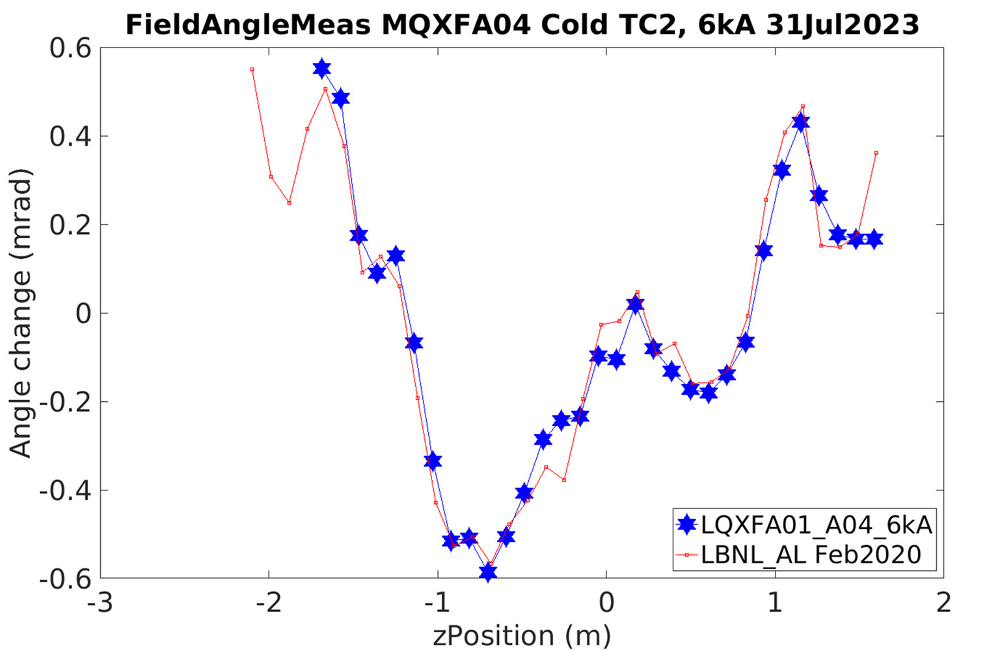 FieldAngleMeas MQXFA04 Cold TC2, 6kA 31Jul2023
0.6
0.4
0.2
0
-0.2
-0.4
-0.6
Angle change (mrad)
LQXFA01_A04_6kA
LBNL_AL Feb2020
-3 -2 -1 0 1 2
zPosition (m)